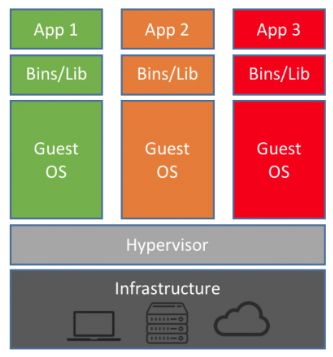 App 1
App 2
App 3
Bins/Lib
Bins/Lib
Bins/Lib
Guest
OS
Guest
OS
Guest
OS
Hypervisor
Infrastructure